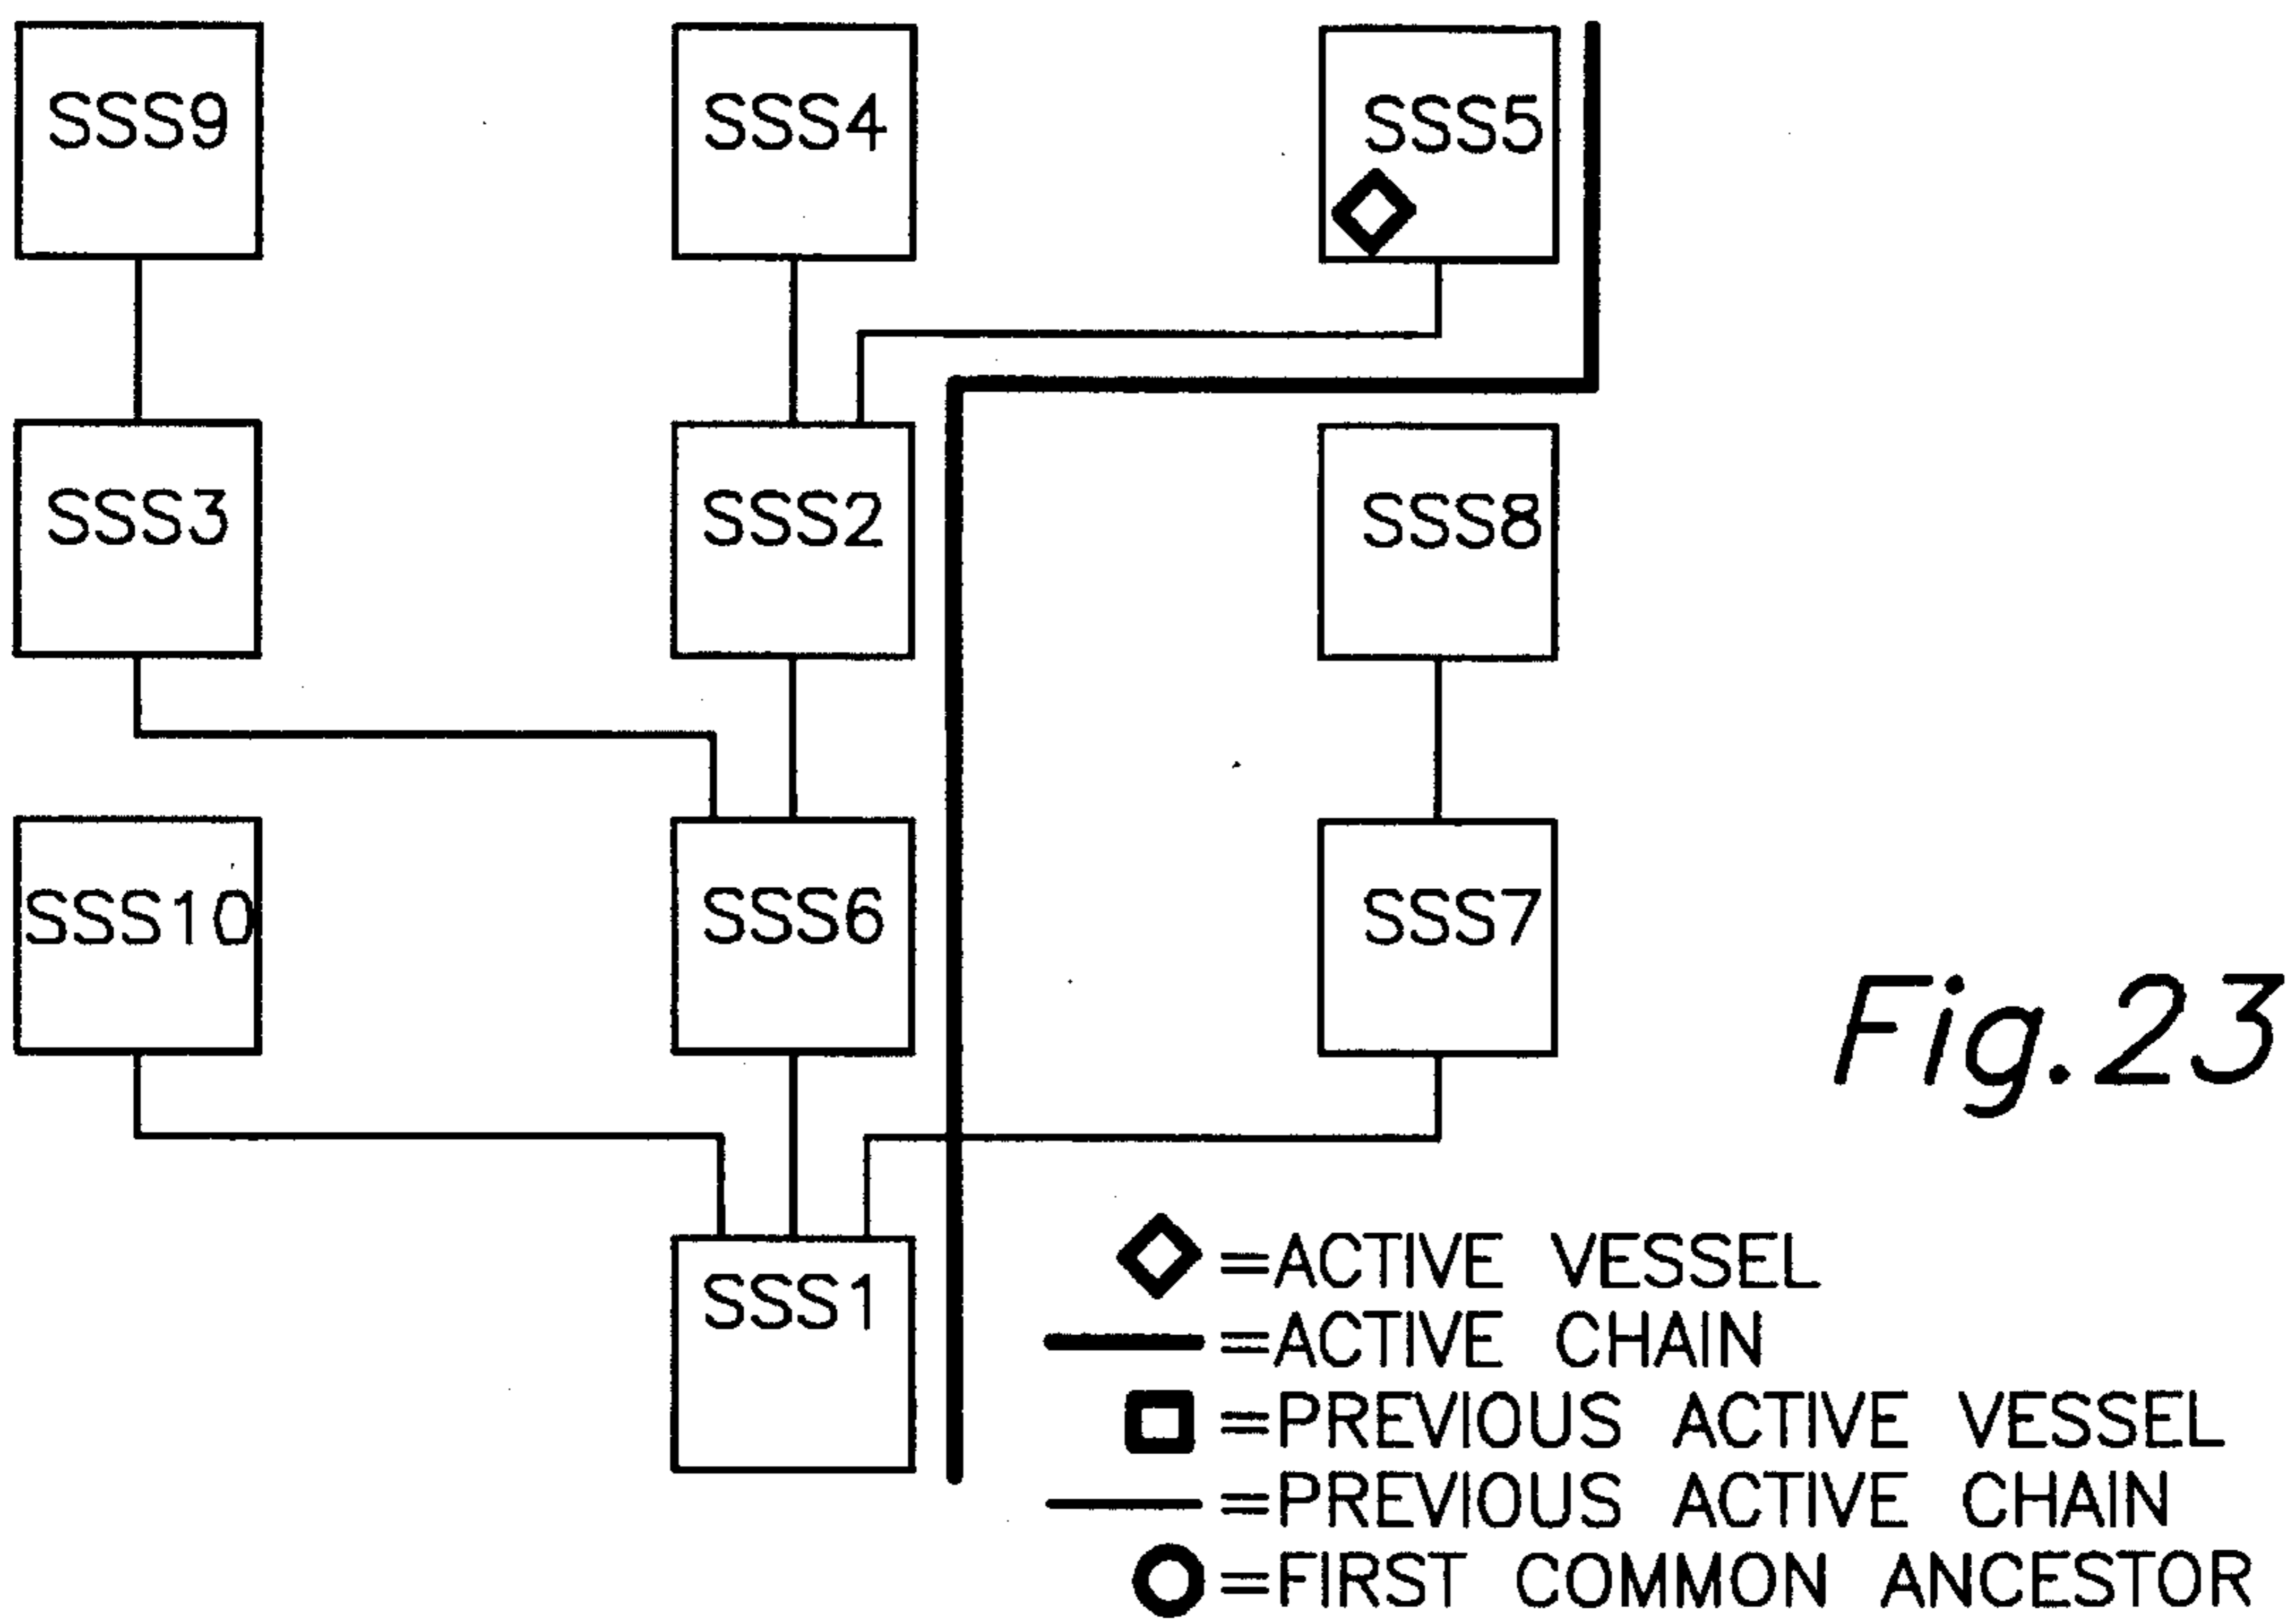 SSS9
SSS4
SSS5
SSS3
SSS2
SSS8
SSS10
SSS6
SSS7
Fig.23
SSS1
=ACTIVE VESSEL
=ACTIVE CHAIN
=PREVIOUS ACTIVE VESSEL
=PREVIOUS ACTIVE CHAIN
=FIRST COMMON ANCESTOR